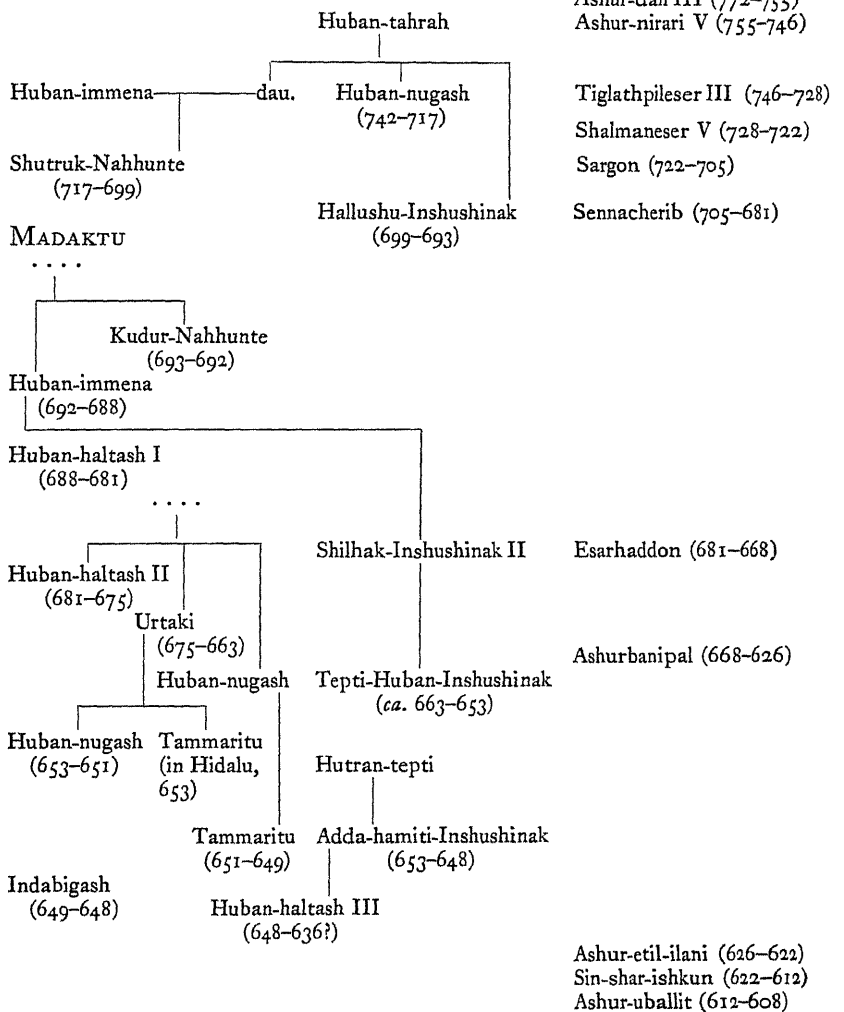 Ashur-dan III (772–755)
Huban-tahrah
Ashur-nirari V (755–746)
Huban-immena
dau.
Huban-nugash
(742–717)
Tiglathpileser III (746–728)
Shalmaneser V (728–722)
Shutruk-Nahhunte
(717–699)
Sargon (722–705)
Hallushu-Inshushinak
(699–693)
Sennacherib (705–681)
MADAKTU
. . . .
Kudur-Nahhunte
(693–692)
Huban-immena
(692–688)
Huban-haltash I
(688–681)
. . . .
Huban-haltash II
(681–675)
Shilhak-Inshushinak II
Esarhaddon (681–668)
Urtaki
(675–663)
Ashurbanipal (668–626)
Huban-nugash
Tepti-Huban-Inshushinak
(ca. 663–653)
Huban-nugash
(653–651)
Tammaritu
(in Hidalu,
653)
Hutran-tepti
Tammaritu
(651–649)
Adda-hamiti-Inshushinak
(653–648)
Indabigash
(649–648)
Huban-haltash III
(648–636?)
Ashur-etil-ilani (626–622)
Sin-shar-ishkun (622–612)
Ashur-uballit (612–608)